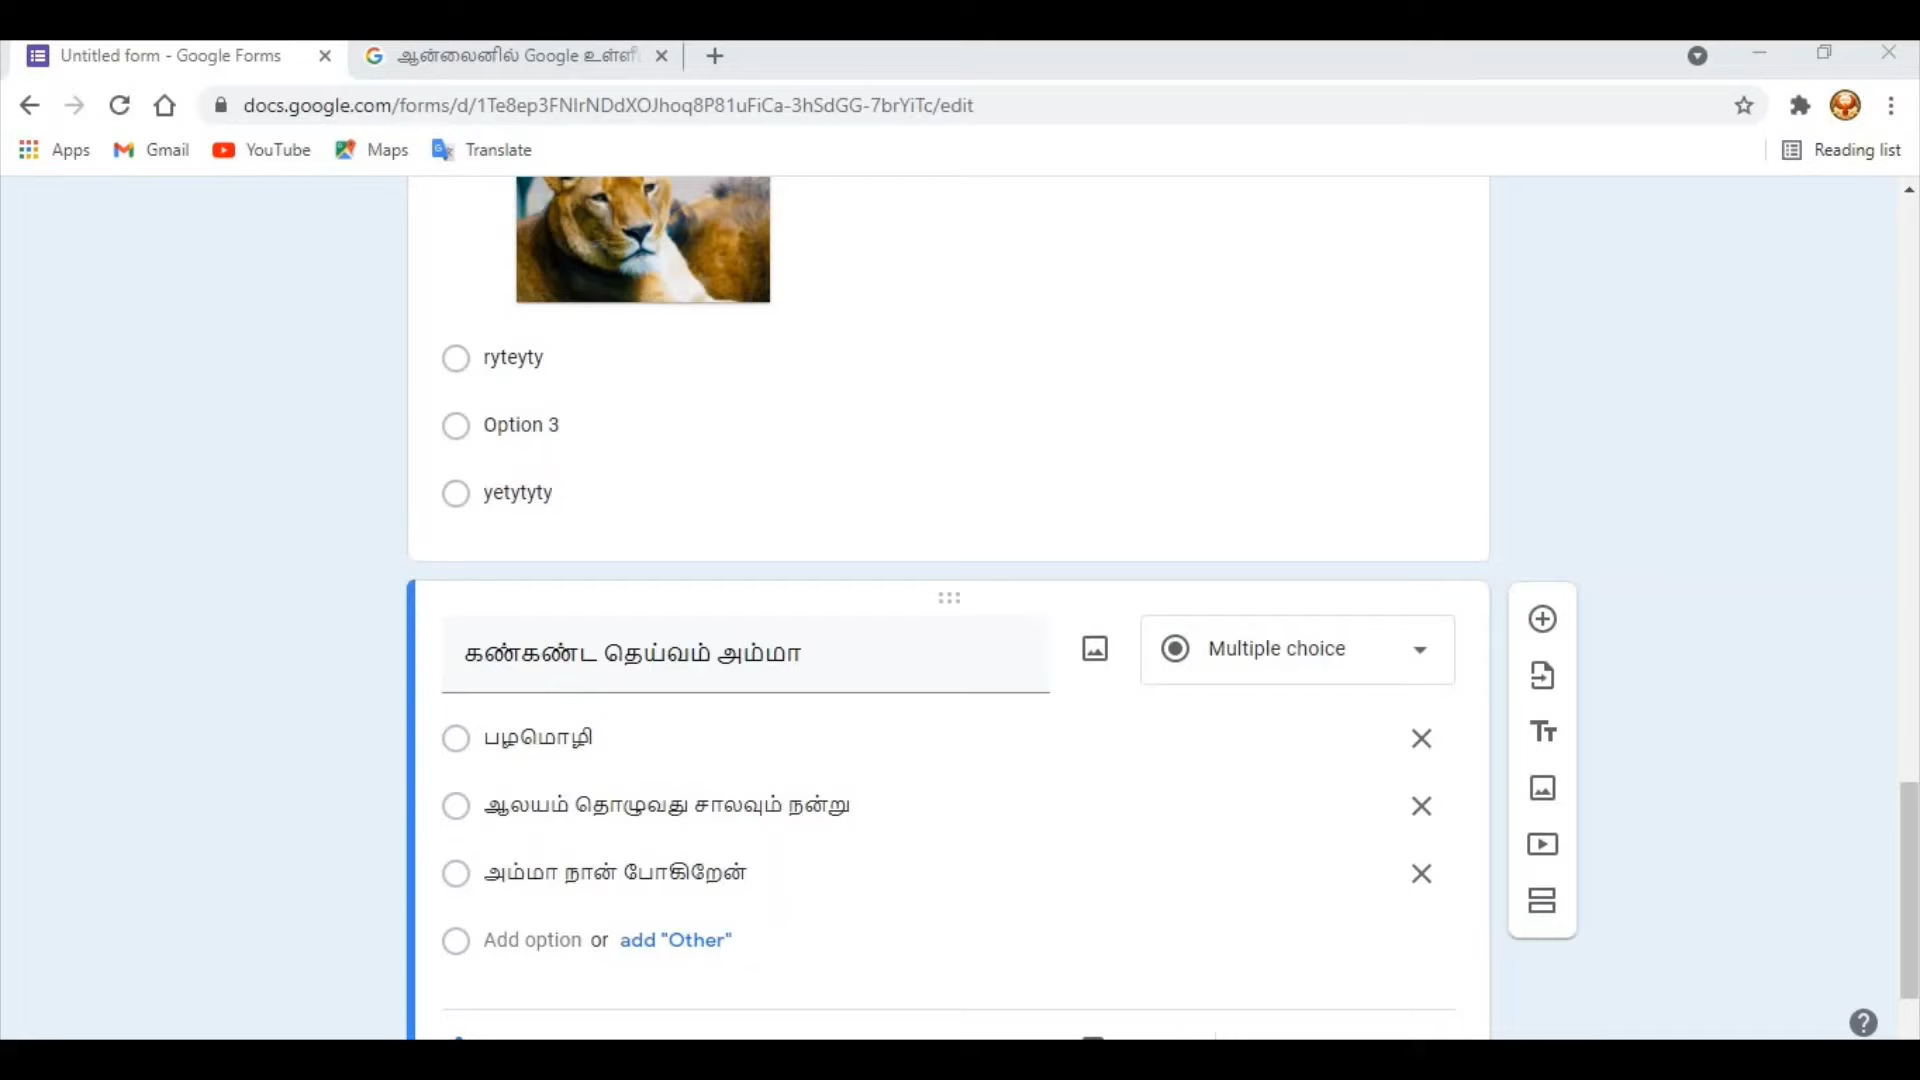 Untitled form - Google Forms
ஆன்லைனில் Google உள்ளீ
docs.google.com/forms/d/1Te8ep3FNIrNDdXOJhoq8P81uFiCa-3hSdGG-7brYiTc/edit
Apps
Gmail
YouTube
Maps
Translate
Reading list
ryteyty
Option 3
yetytyty
கண்கண்ட தெய்வம் அம்மா
Multiple choice
பழமொழி
ஆலயம் தொழுவது சாலவும் நன்று
அம்மா நான் போகிறேன்
Add option or add "Other"